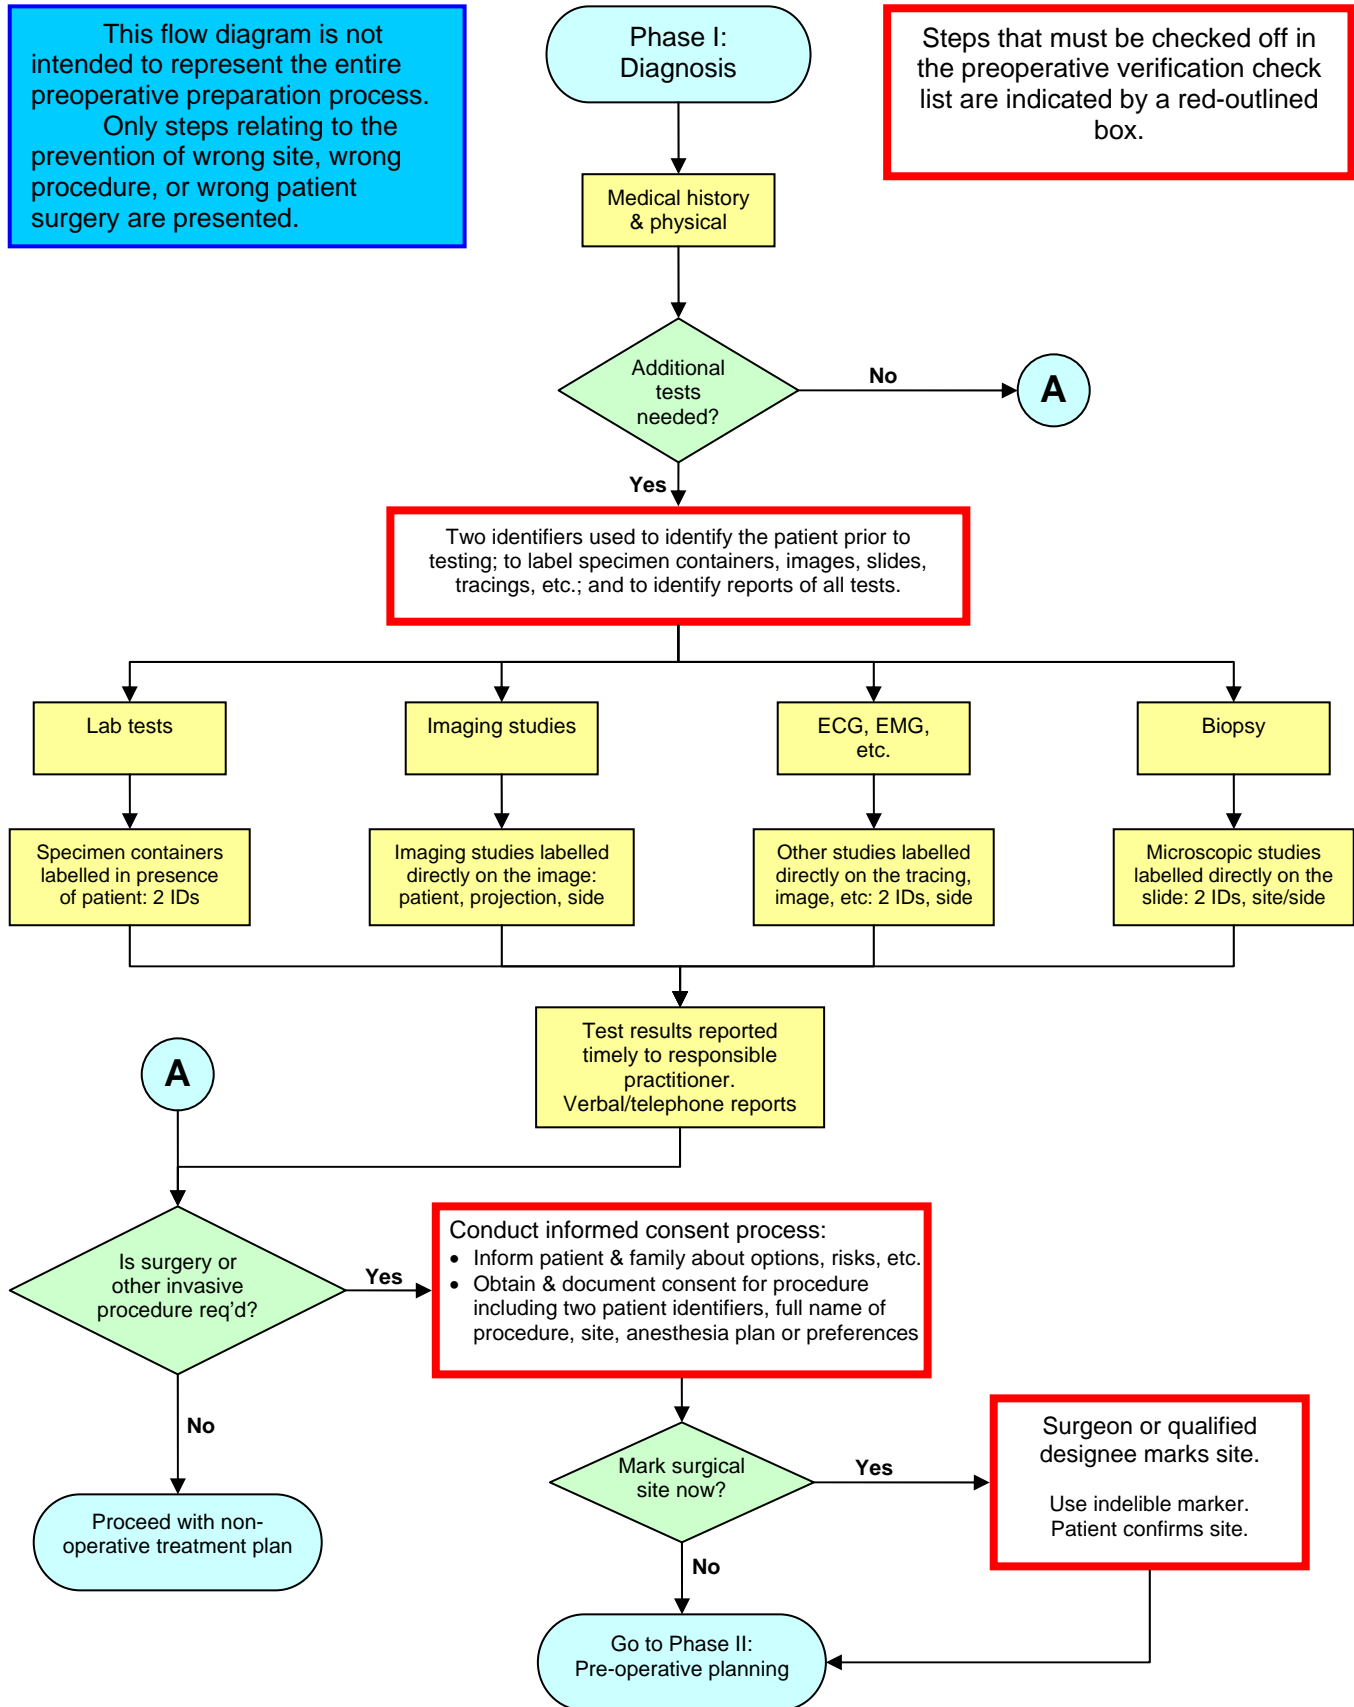 This flow diagram is not
intended to represent the entire
preoperative preparation process.
Only steps relating to the
prevention of wrong site, wrong
procedure, or wrong patient
surgery are presented.
Phase I:
Diagnosis
Steps that must be checked off in
the preoperative verification check
list are indicated by a red-outlined
box.
Medical history
& physical
Additional
tests
needed?
No
A
Yes
Two identifiers used to identify the patient prior to
testing; to label specimen containers, images, slides,
tracings, etc.; and to identify reports of all tests.
Lab tests
Imaging studies
ECG, EMG,
etc.
Biopsy
Specimen containers
labelled in presence
of patient: 2 IDs
Imaging studies labelled
directly on the image:
patient, projection, side
Other studies labelled
directly on the tracing,
image, etc: 2 IDs, side
Microscopic studies
labelled directly on the
slide: 2 IDs, site/side
Test results reported
timely to responsible
practitioner.
Verbal/telephone reports
A
Is surgery or
other invasive
procedure req'd?
Yes
Conduct informed consent process:
• Inform patient & family about options, risks, etc.
• Obtain & document consent for procedure
including two patient identifiers, full name of
procedure, site, anesthesia plan or preferences
No
Proceed with non-
operative treatment plan
Mark surgical
site now?
Yes
Surgeon or qualified
designee marks site.
Use indelible marker.
Patient confirms site.
No
Go to Phase II:
Pre-operative planning